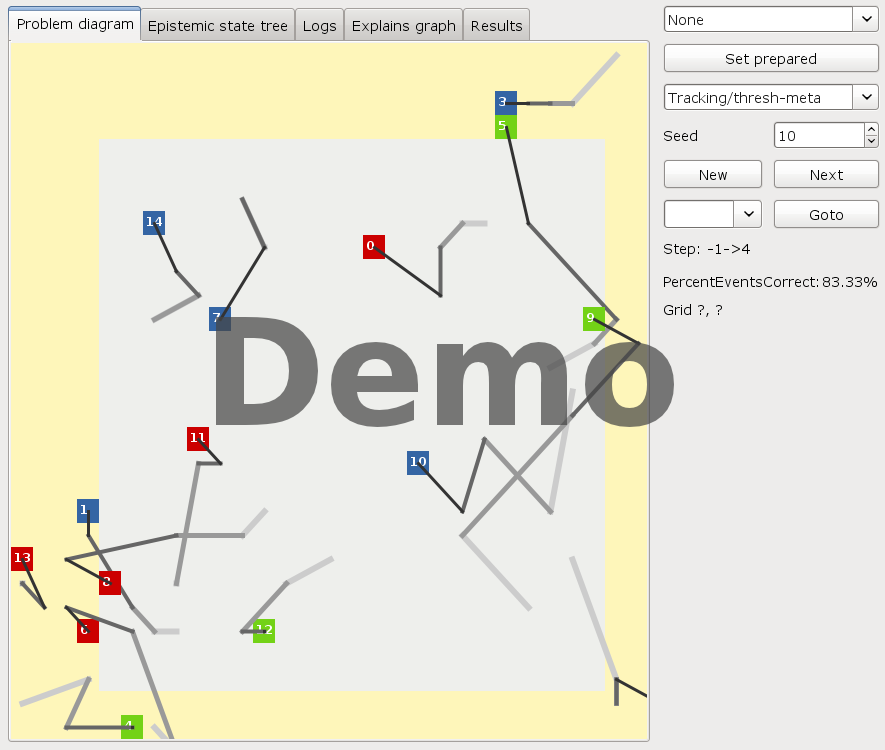 Problem diagram Epistemic state tree Logs Explains graph Results
None
Set prepared
Tracking/thresh-meta
Seed 10
New Next
Goto
Step: -1->4
PercentEventsCorrect: 83.33%
Grid ?, ?
3
5
14
0
7
9
Demo
11
10
1
13
8
6
12
4